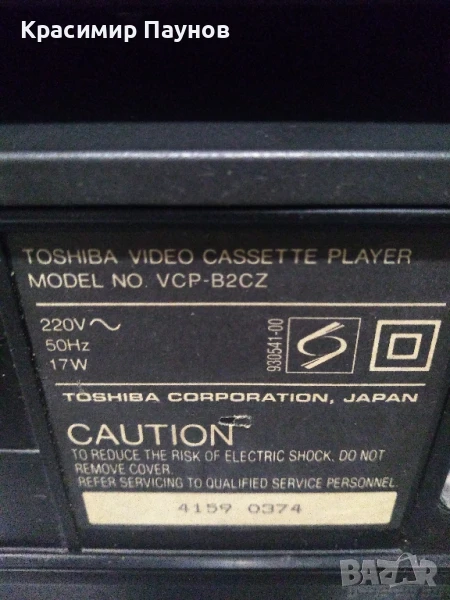 Красимир Паунов
TOSHIBA VIDEO CASSETTE PLAYER
MODEL NO. VCP-B2CZ
220V~
50Hz
17W
930541-00
TOSHIBA CORPORATION, JAPAN
CAUTION
TO REDUCE THE RISK OF ELECTRIC SHOCK. DO NOT
REMOVE COVER.
REFER SERVICING TO QUALIFIED SERVICE PERSONNEL.
4159 0374
BAZAR